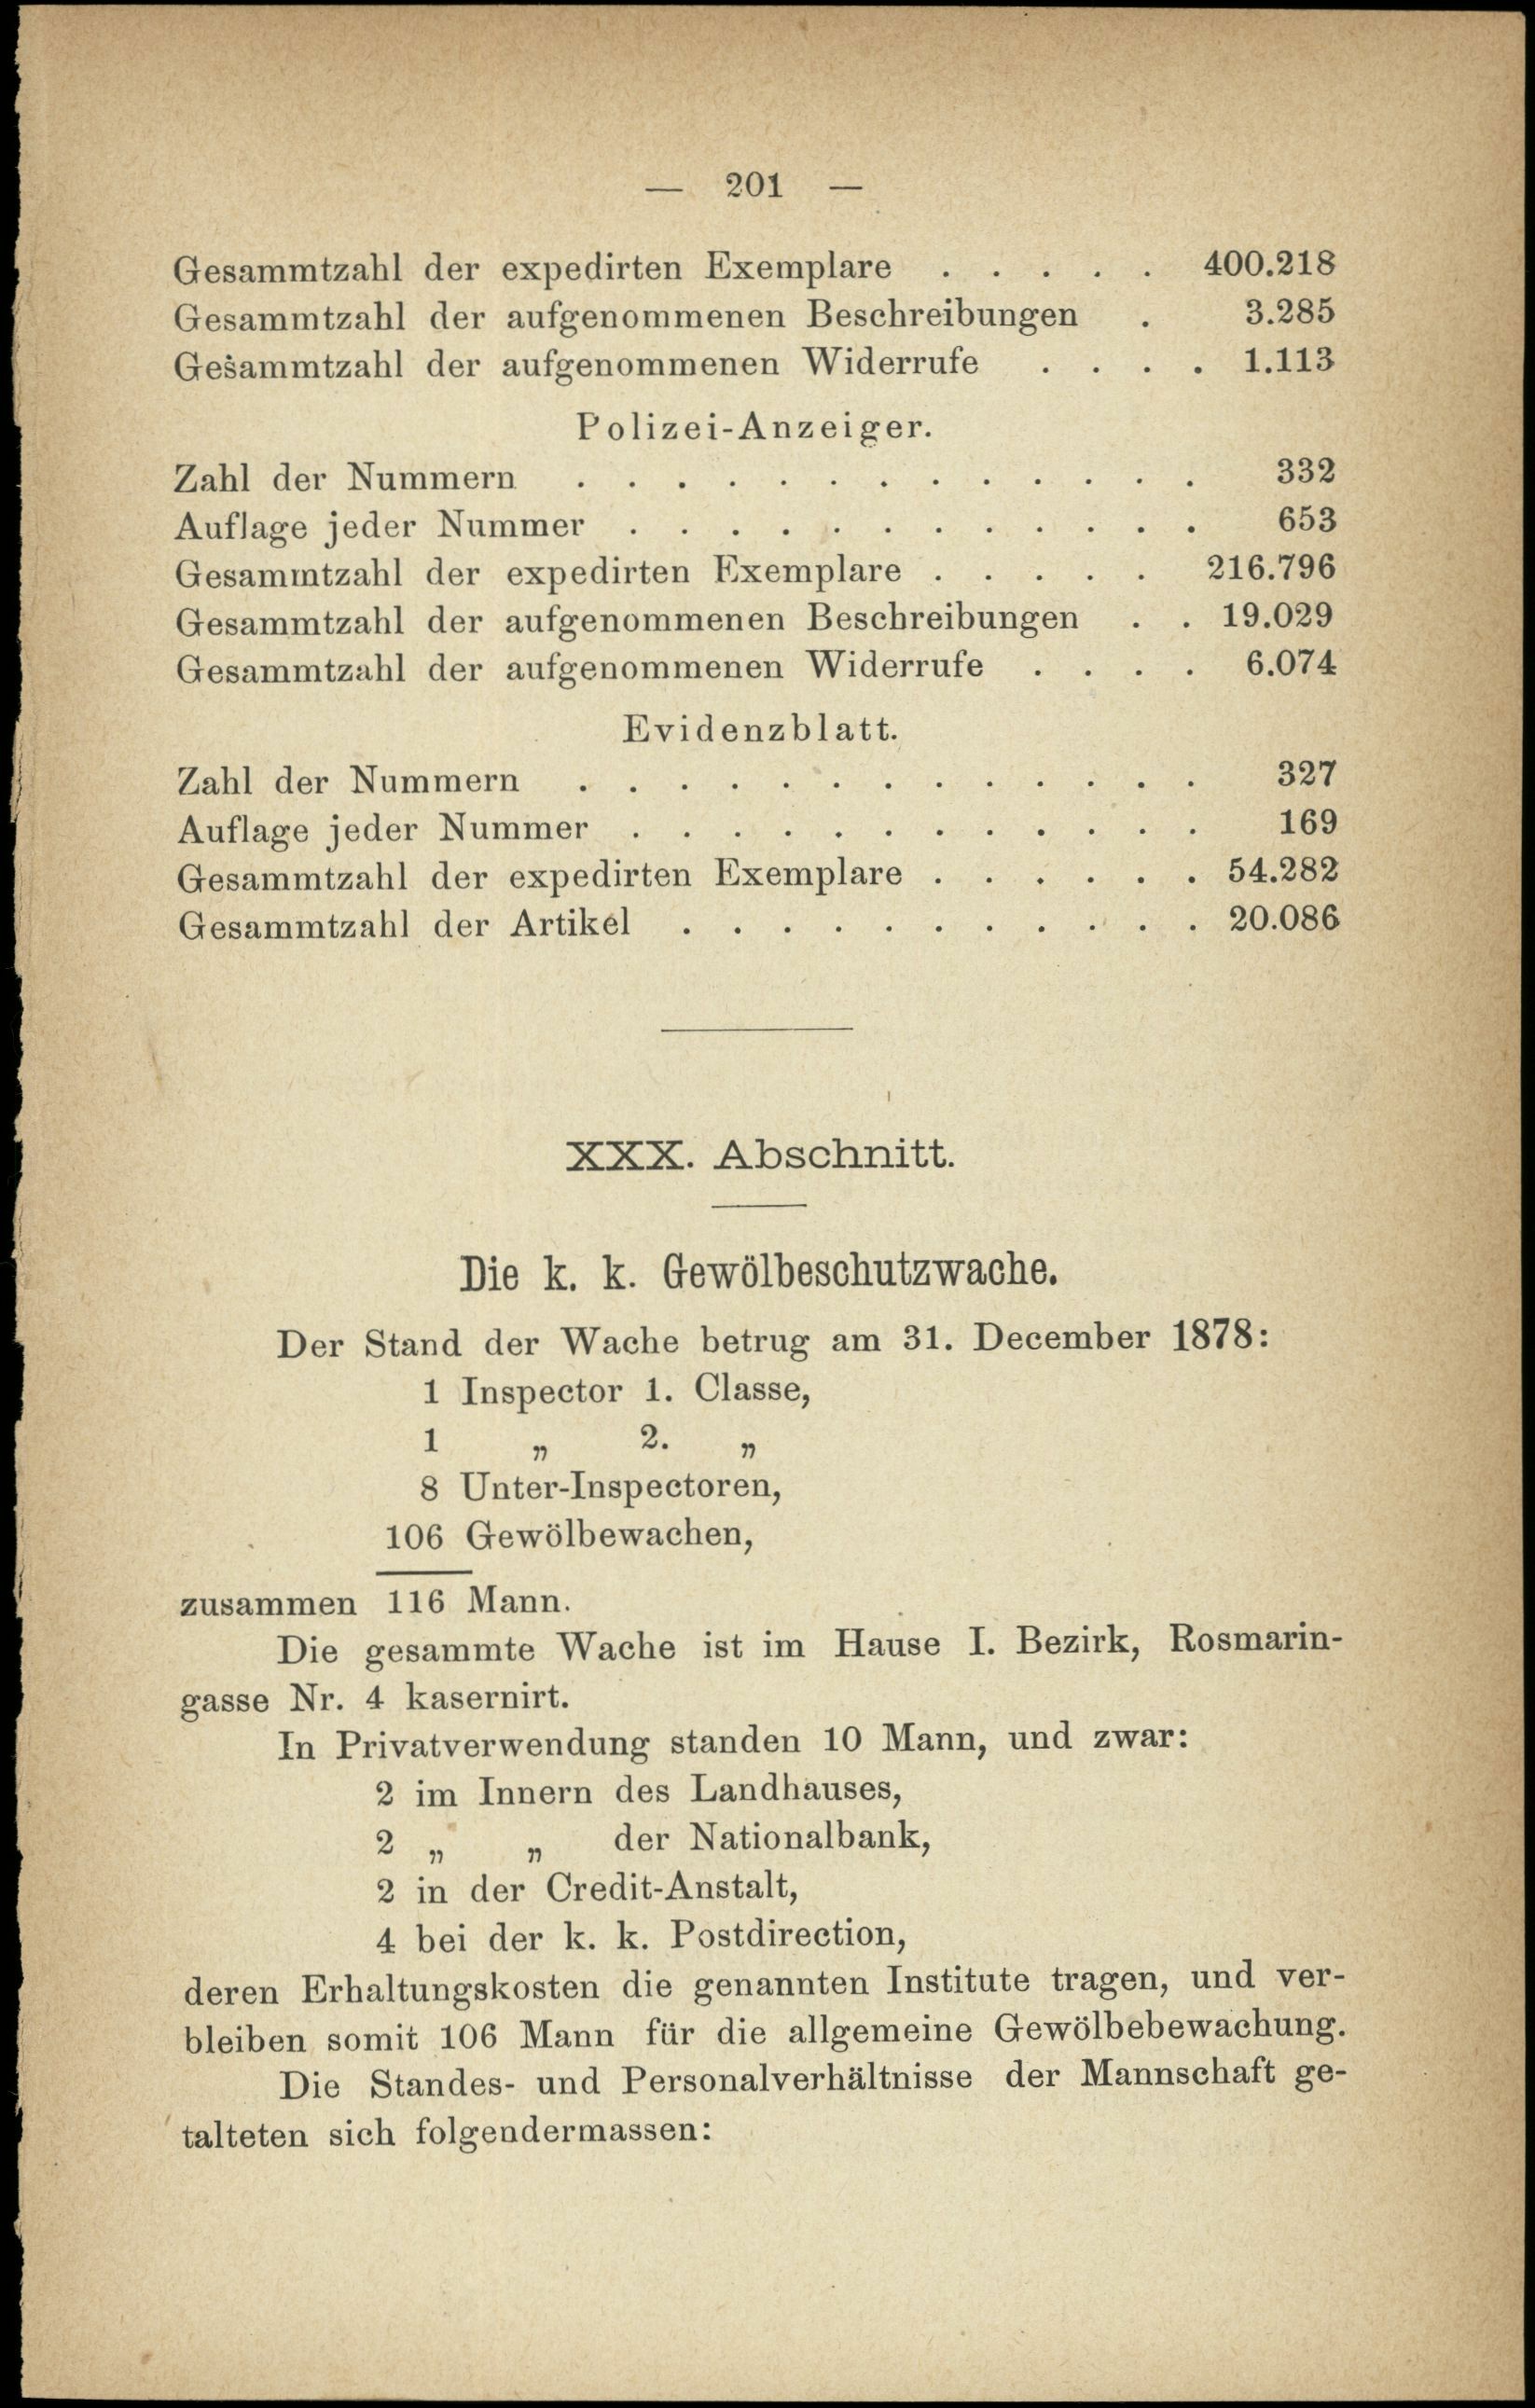 — 201 —
Gesammtzahl der expedirten Exemplare . . . . . 400.218
Gesammtzahl der aufgenommenen Beschreibungen . 3.285
Gesammtzahl der aufgenommenen Widerrufe . . . . 1.113
Polizei-Anzeiger.
Zahl der Nummern . . . . . . . . . . . . . 332
Auflage jeder Nummer . . . . . . . . . . . . 653
Gesammtzahl der expedirten Exemplare . . . . . 216.796
Gesammtzahl der aufgenommenen Beschreibungen . . 19.029
Gesammtzahl der aufgenommenen Widerrufe . . . . 6.074
Evidenzblatt.
Zahl der Nummern . . . . . . . . . . . . . 327
Auflage jeder Nummer . . . . . . . . . . . . 169
Gesammtzahl der expedirten Exemplare . . . . . . 54.282
Gesammtzahl der Artikel . . . . . . . . . . . 20.086
XXX. Abschnitt.
Die k. k. Gewölbeschutzwache.
Der Stand der Wache betrug am 31. December 1878:
1 Inspector 1. Classe,
1 „ 2. „
8 Unter-Inspectoren,
106 Gewölbewachen,
zusammen 116 Mann.
Die gesammte Wache ist im Hause I. Bezirk, Rosmarin-
gasse Nr. 4 kasernirt.
In Privatverwendung standen 10 Mann, und zwar:
2 im Innern des Landhauses,
2 „ „ der Nationalbank,
2 in der Credit-Anstalt,
4 bei der k. k. Postdirection,
deren Erhaltungskosten die genannten Institute tragen, und ver-
bleiben somit 106 Mann für die allgemeine Gewölbebewachung.
Die Standes- und Personalverhältnisse der Mannschaft ge-
talteten sich folgendermassen: